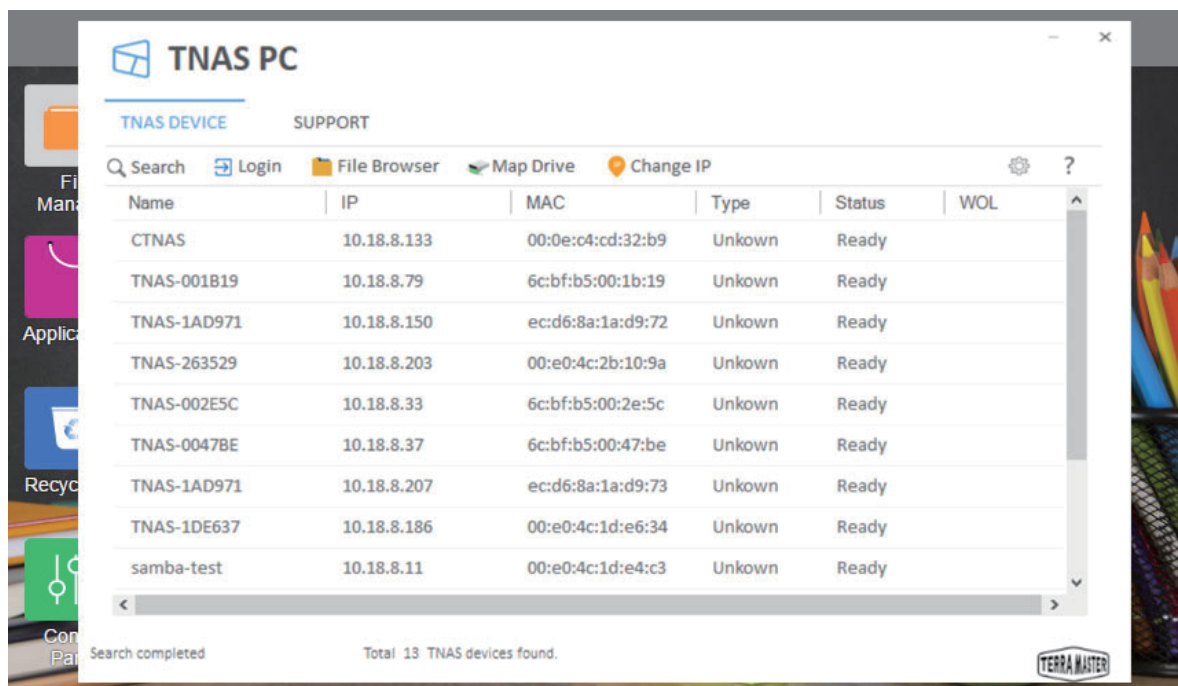 TNAS PC
TNAS DEVICE SUPPORT
Search Login File Browser Map Drive Change IP ?
Name IP MAC Type Status WOL
CTNAS 10.18.8.133 00:0e:c4:cd:32:b9 Unkown Ready
TNAS-001B19 10.18.8.79 6c:bf:b5:00:1b:19 Unkown Ready
TNAS-1AD971 10.18.8.150 ec:d6:8a:1a:d9:72 Unkown Ready
TNAS-263529 10.18.8.203 00:e0:4c:2b:10:9a Unkown Ready
TNAS-002E5C 10.18.8.33 6c:bf:b5:00:2e:5c Unkown Ready
TNAS-0047BE 10.18.8.37 6c:bf:b5:00:47:be Unkown Ready
TNAS-1AD971 10.18.8.207 ec:d6:8a:1a:d9:73 Unkown Ready
TNAS-1DE637 10.18.8.186 00:e0:4c:1d:e6:34 Unkown Ready
samba-test 10.18.8.11 00:e0:4c:1d:e4:c3 Unkown Ready
Search completed Total 13 TNAS devices found.
TERRAMASTER
Fi
Mana
Applica
Recyc
Con
Pa